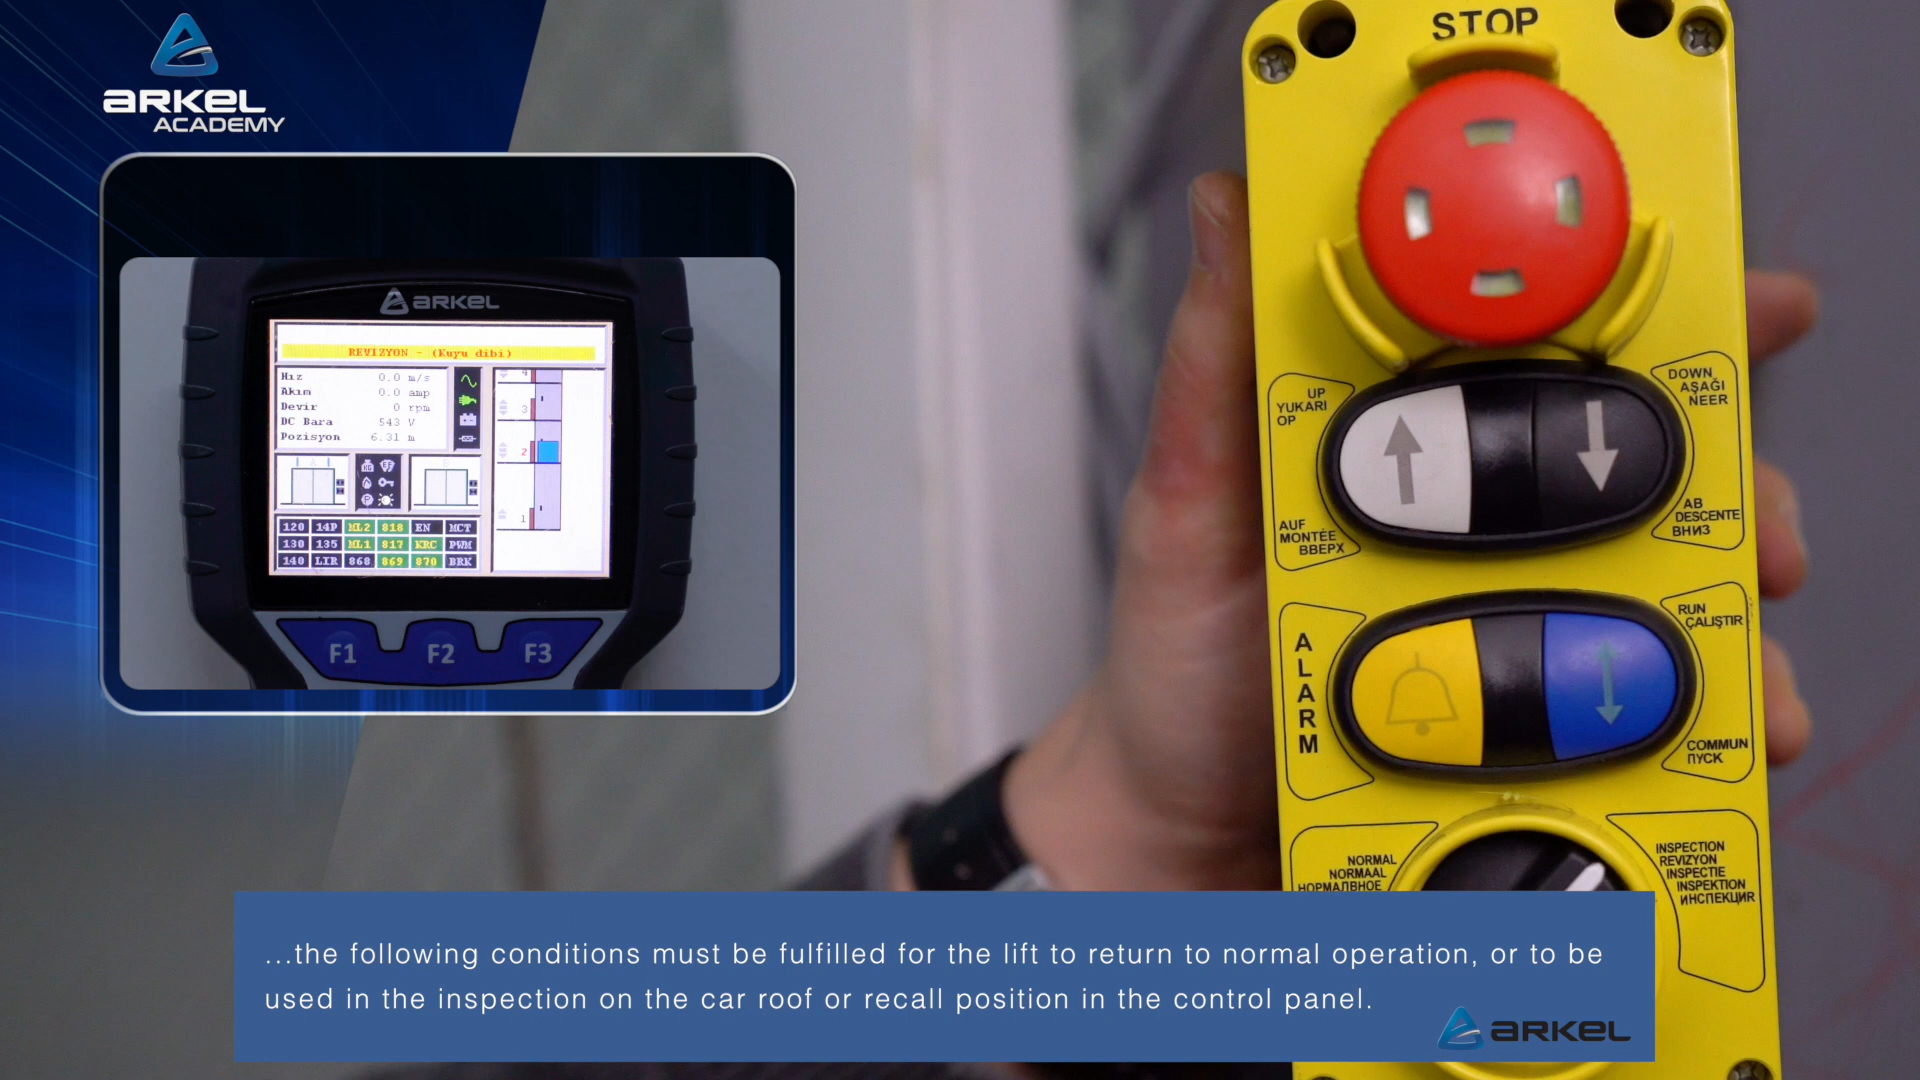 ARKEL
ACADEMY
ARKEL
REVIZYON - (Kuyu dibi)
Hız 0.0 m/s
Akım 0.0 amp
Devir 0 rpm
DC Bara 543 V
Pozisyon 6.31 m
4
3
2
1
120 14P ML2 818 EN MCT
130 135 ML1 817 KRC PWM
140 LIR 868 869 870 BRK
F1 F2 F3
STOP
UP
YUKARI
OP
DOWN
AŞAĞI
NEER
AUF
MONTÉE
ВВЕРХ
AB
DESCENTE
ВНИЗ
ALARM
RUN
ÇALIŞTIR
COMMUN
ПУСК
NORMAL
NORMAAL
НОРМАЛВНОЕ
INSPECTION
REVIZYON
INSPECTIE
INSPEKTION
ИНСПЕКЦИЯ
...the following conditions must be fulfilled for the lift to return to normal operation, or to be
used in the inspection on the car roof or recall position in the control panel.
ARKEL